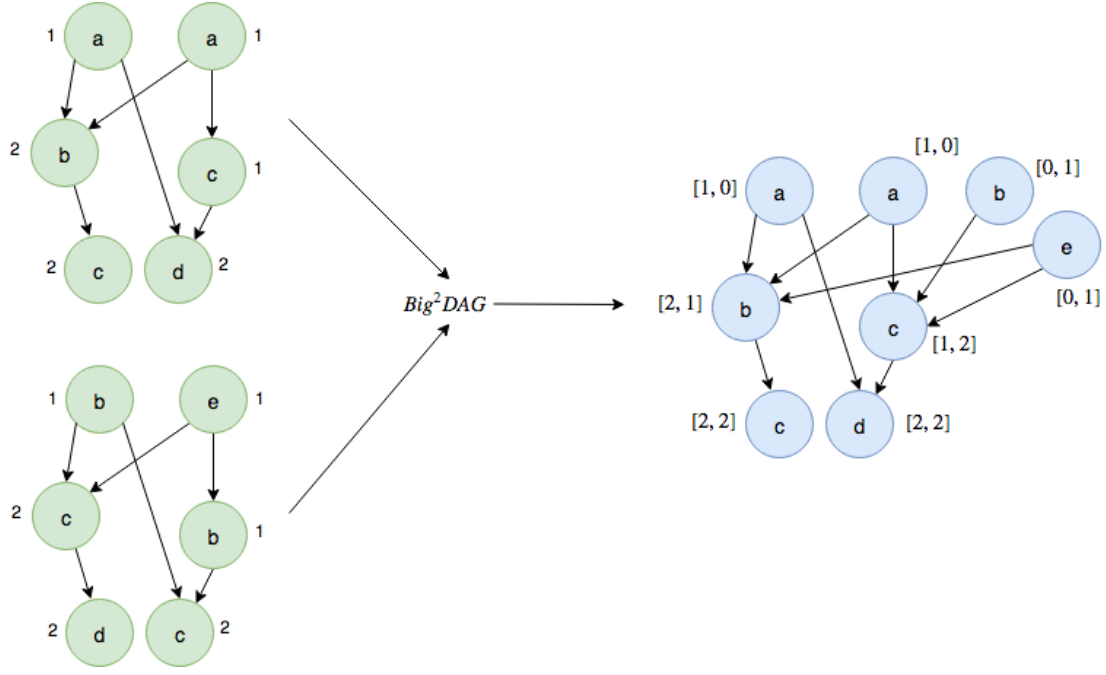 1 a a 1
2 b c 1
2 c d 2
1 b e 1
2 c b 1
2 d c 2
Big²DAG
[1, 0]
[1, 0] a a b [0, 1]
e
[0, 1]
[2, 1] b c [1, 2]
[2, 2] c d [2, 2]